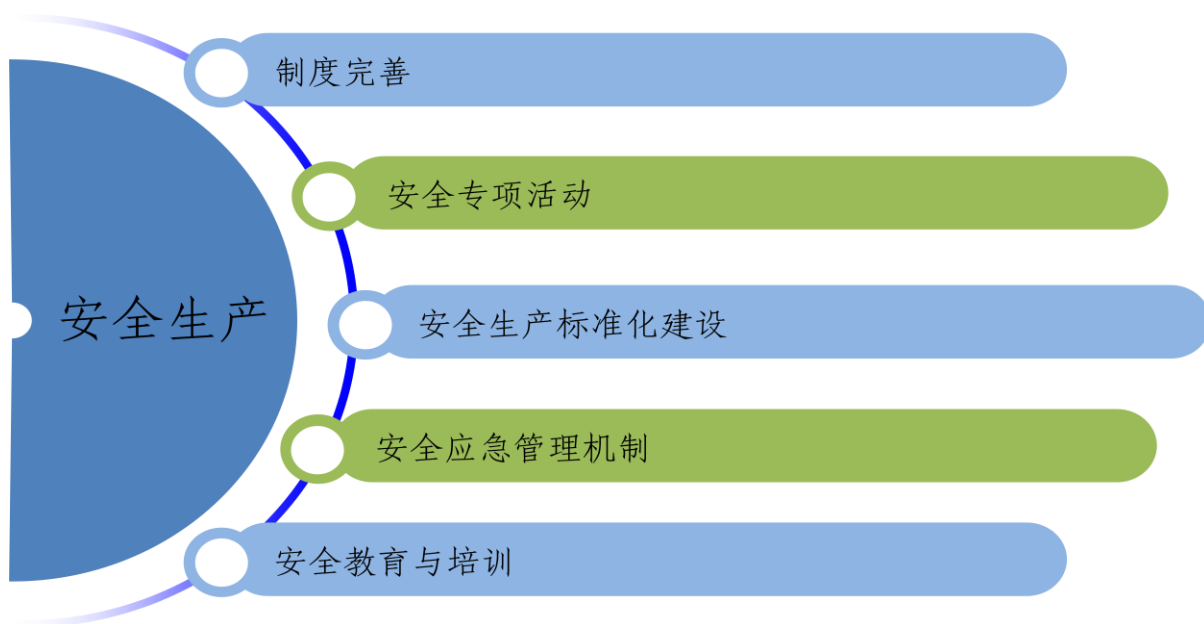 制度完善
安全专项活动
安全生产
安全生产标准化建设
安全应急管理机制
安全教育与培训